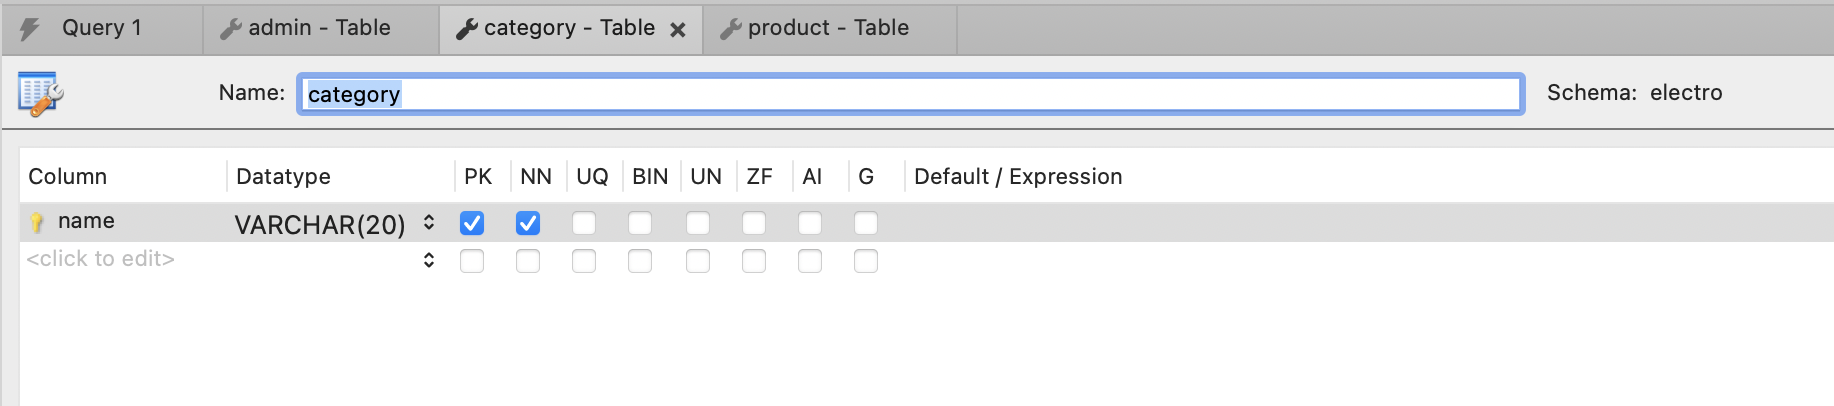 Query 1 admin - Table category - Table product - Table
Name: category Schema: electro
Column Datatype PK NN UQ BIN UN ZF AI G Default / Expression
name VARCHAR(20)
<click to edit>